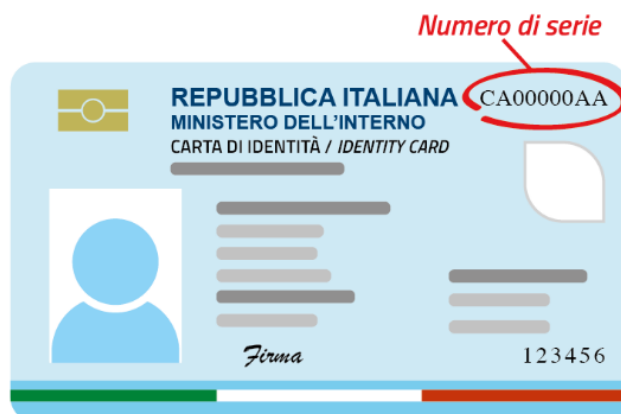 Numero di serie
REPUBBLICA ITALIANA CA00000AA
MINISTERO DELL'INTERNO
CARTA DI IDENTITÀ / IDENTITY CARD
Firma
123456